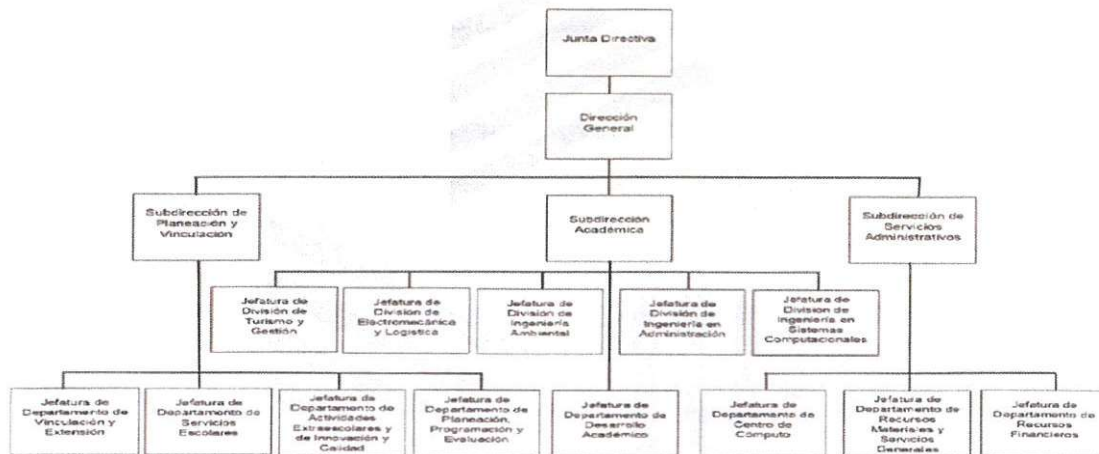 Junta Directiva
Dirección
General
Subdirección de
Planeación y
Vinculación
Subdirección
Académica
Subdirección de
Servicios
Administrativos
Jefatura de
División de
Turismo y
Gestión
Jefatura de
División de
Electromecánica
y Logística
Jefatura de
División de
Ingeniería
Ambiental
Jefatura de
División de
Ingeniería en
Administración
Jefatura de
División de
Ingeniería en
Sistemas
Computacionales
Jefatura de
Departamento de
Vinculación y
Extensión
Jefatura de
Departamento de
Servicios
Escolares
Jefatura de
Departamento de
Actividades
Extraescolares y
de Innovación y
Calidad
Jefatura de
Departamento de
Planeación,
Programación y
Evaluación
Jefatura de
Departamento de
Desarrollo
Académico
Jefatura de
Departamento de
Centro de
Cómputo
Jefatura de
Departamento de
Recursos
Materiales y
Servicios
Generales
Jefatura de
Departamento de
Recursos
Financieros